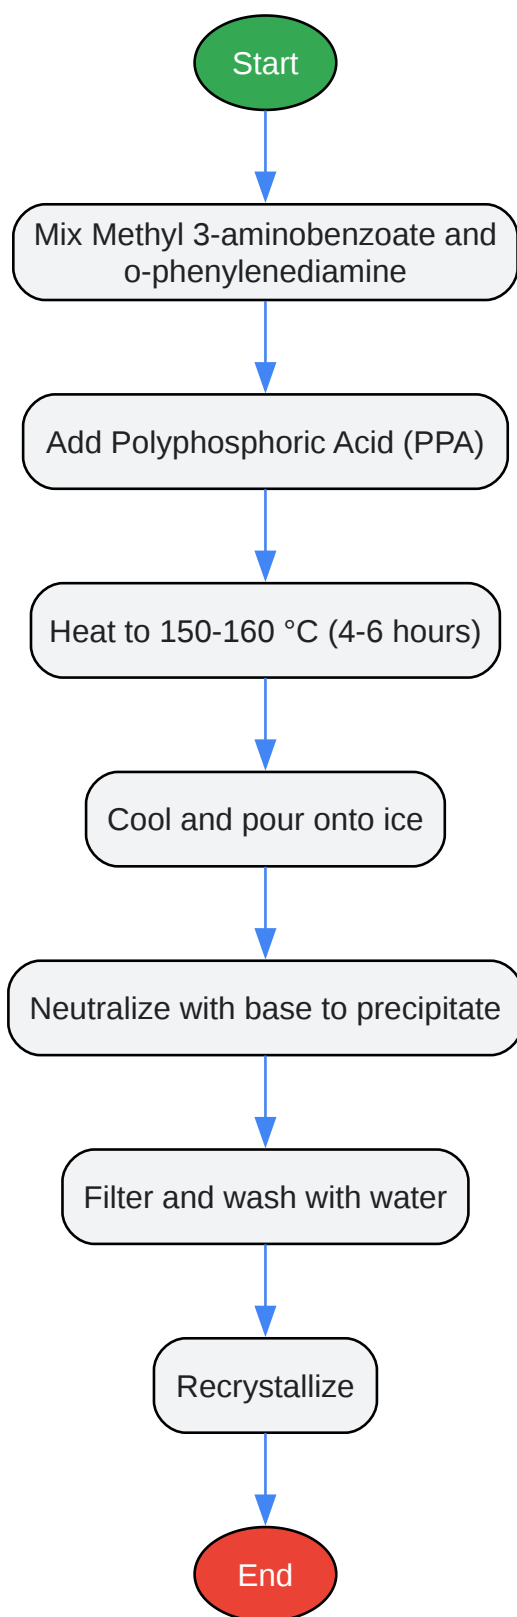 Start
Mix Methyl 3-aminobenzoate and
o-phenylenediamine
Add Polyphosphoric Acid (PPA)
Heat to 150-160 °C (4-6 hours)
Cool and pour onto ice
Neutralize with base to precipitate
Filter and wash with water
Recrystallize
End